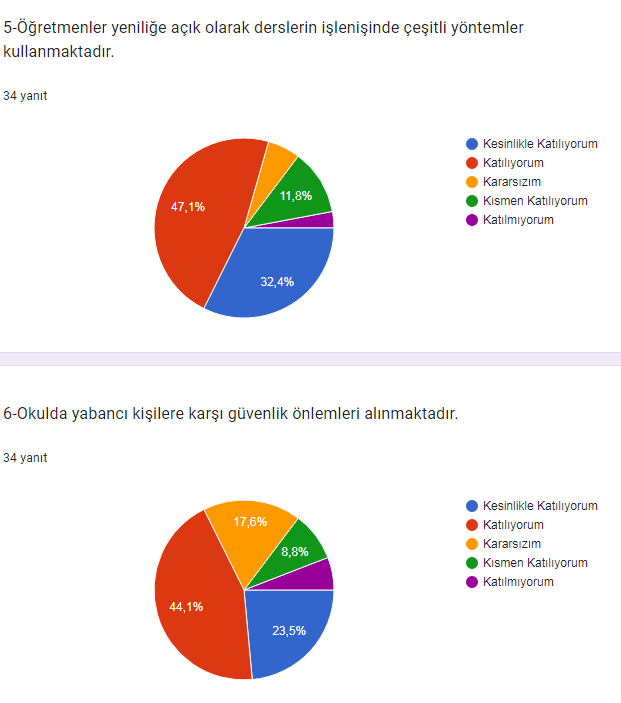 5-Öğretmenler yeniliğe açık olarak derslerin işlenişinde çeşitli yöntemler
kullanmaktadır.
34 yanıt
Kesinlikle Katılıyorum
Katılıyorum
Kararsızım
Kısmen Katılıyorum
Katılmıyorum
11,8%
47,1%
32,4%
6-Okulda yabancı kişilere karşı güvenlik önlemleri alınmaktadır.
34 yanıt
Kesinlikle Katılıyorum
Katılıyorum
Kararsızım
Kısmen Katılıyorum
Katılmıyorum
17,6%
8,8%
44,1%
23,5%